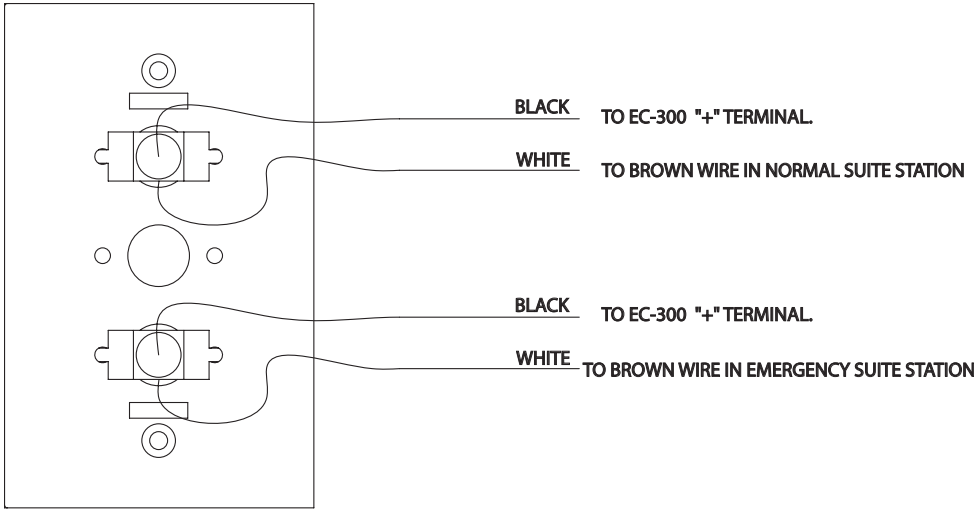 BLACK TO EC-300 "+" TERMINAL.
WHITE TO BROWN WIRE IN NORMAL SUITE STATION
BLACK TO EC-300 "+" TERMINAL.
WHITE TO BROWN WIRE IN EMERGENCY SUITE STATION